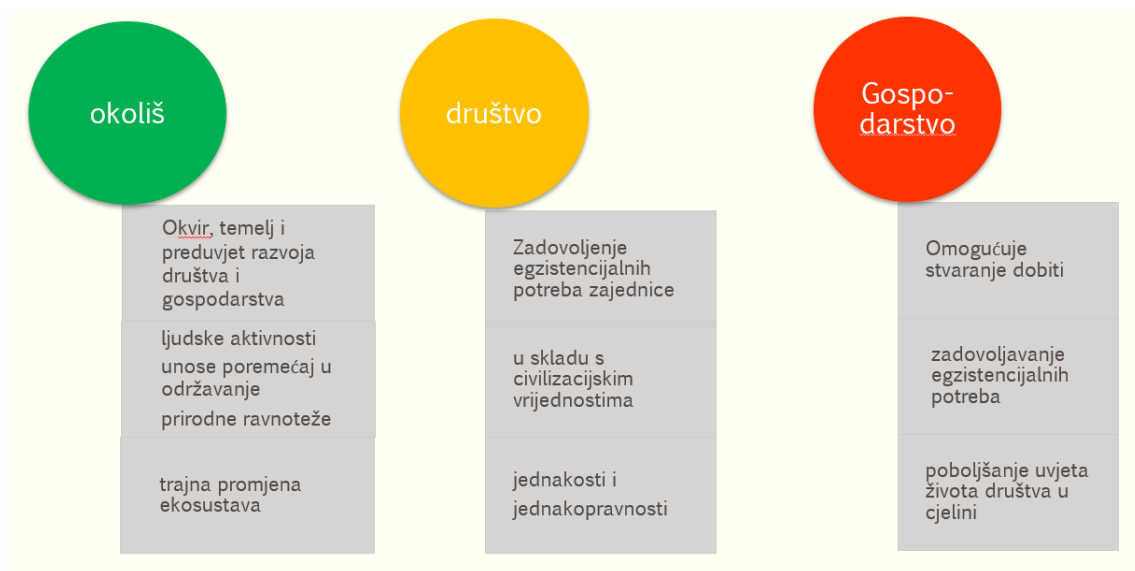 okoliš
Okvir, temelj i
preduvjet razvoja
društva i
gospodarstva
ljudske aktivnosti
unose poremećaj u
održavanje
prirodne ravnoteže
trajna promjena
ekosustava
društvo
Zadovoljenje
egzistencijalnih
potreba zajednice
u skladu s
civilizacijskim
vrijednostima
jednakosti i
jednakopravnosti
Gospo-
darstvo
Omogućuje
stvaranje dobiti
zadovoljavanje
egzistencijalnih
potreba
poboljšanje uvjeta
života društva u
cjelini